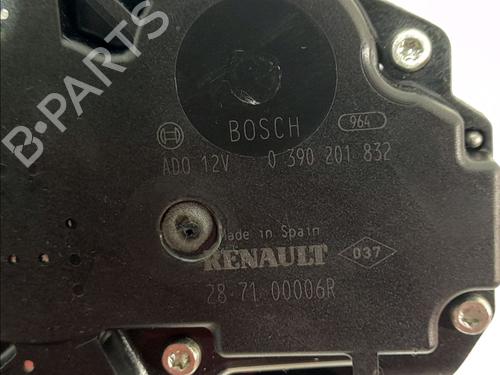 B-PARTS
BOSCH
964
ADO 12V 0 390 201 832
Made in Spain
RENAULT 037
28 71 00006R